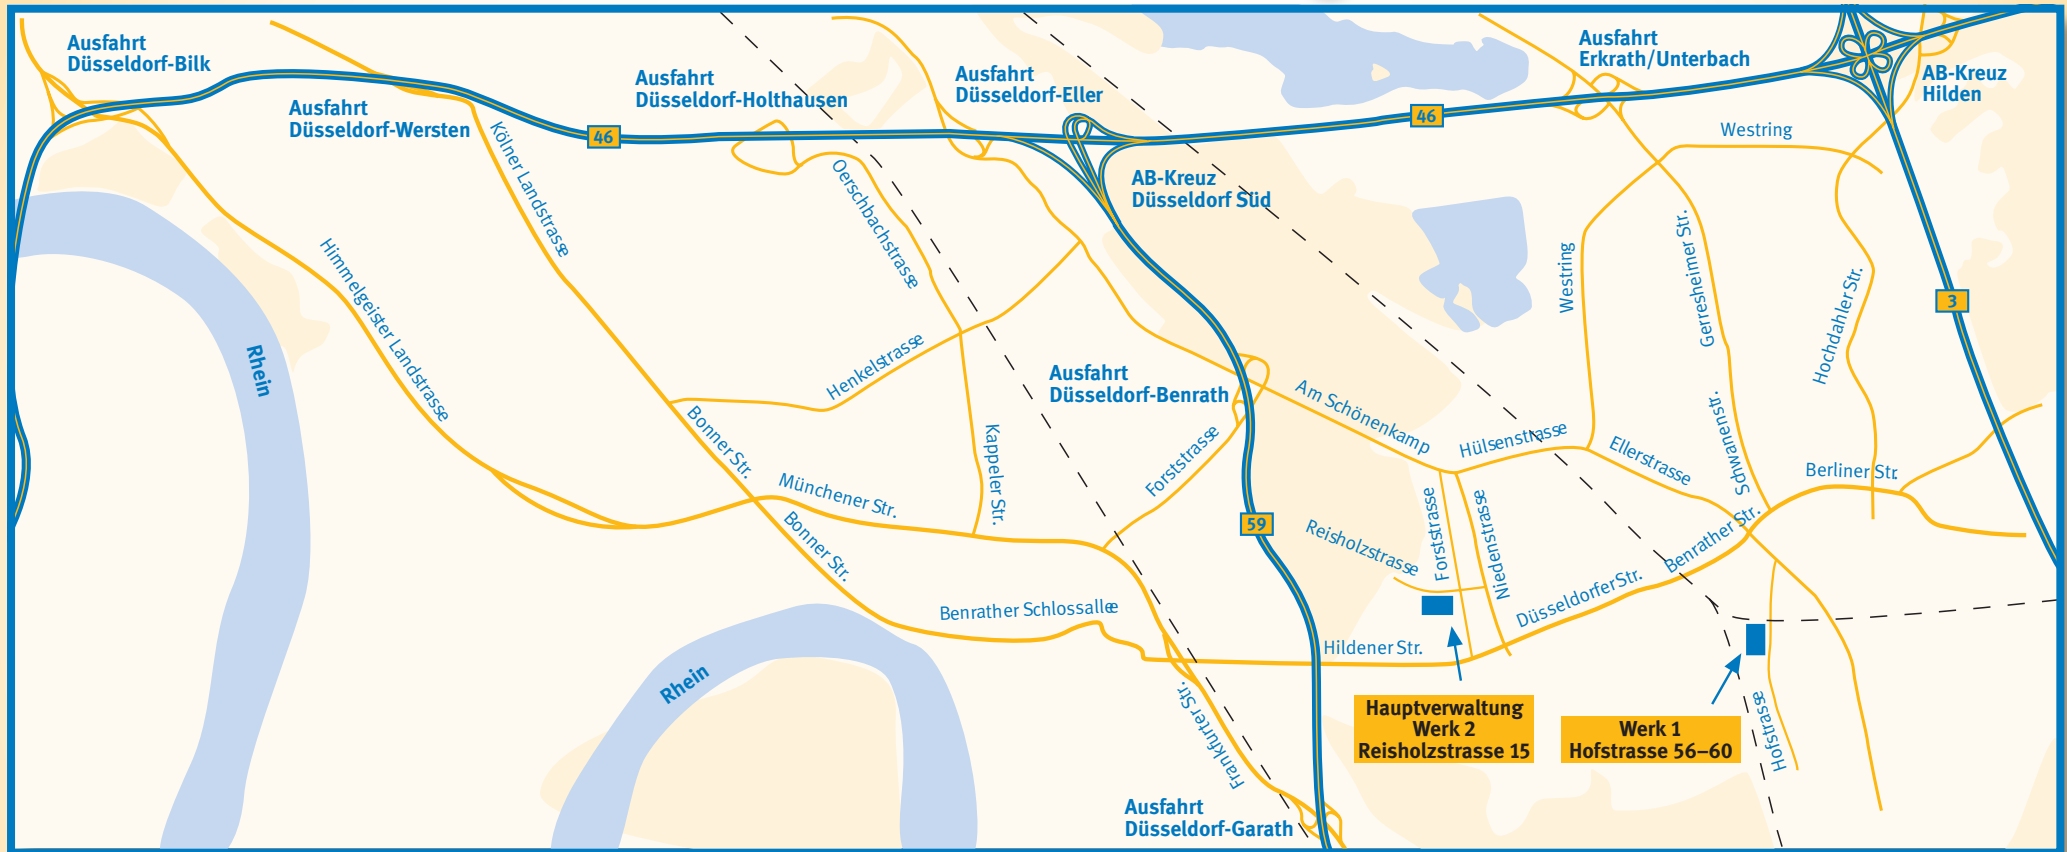 Ausfahrt
Düsseldorf-Bilk
Ausfahrt
Düsseldorf-Wersten
Ausfahrt
Düsseldorf-Holthausen
Ausfahrt
Düsseldorf-Eller
Ausfahrt
Erkrath/Unterbach
AB-Kreuz
Hilden
46
46
Westring
Kölner Landstrasse
Oerschbachstrasse
AB-Kreuz
Düsseldorf Süd
Himmelgeister Landstrasse
Westring
Gerresheimer Str.
Hochdahler Str.
3
Rhein
Henkelstrasse
Ausfahrt
Düsseldorf-Benrath
Am Schönenkamp
Hülsenstrasse
Ellerstrasse
Schwanenstr.
Berliner Str.
Bonner Str.
Kappeler Str.
Forststrasse
Münchener Str.
59
Bonner Str.
Reisholzstrasse
Forststrasse
Niedenstrasse
Benrather Str.
Düsseldorfer Str.
Benrather Schlossallee
Hildener Str.
Rhein
Frankfurter Str.
Hauptverwaltung
Werk 2
Reisholzstrasse 15
Werk 1
Hofstrasse 56–60
Hofstrasse
Ausfahrt
Düsseldorf-Garath